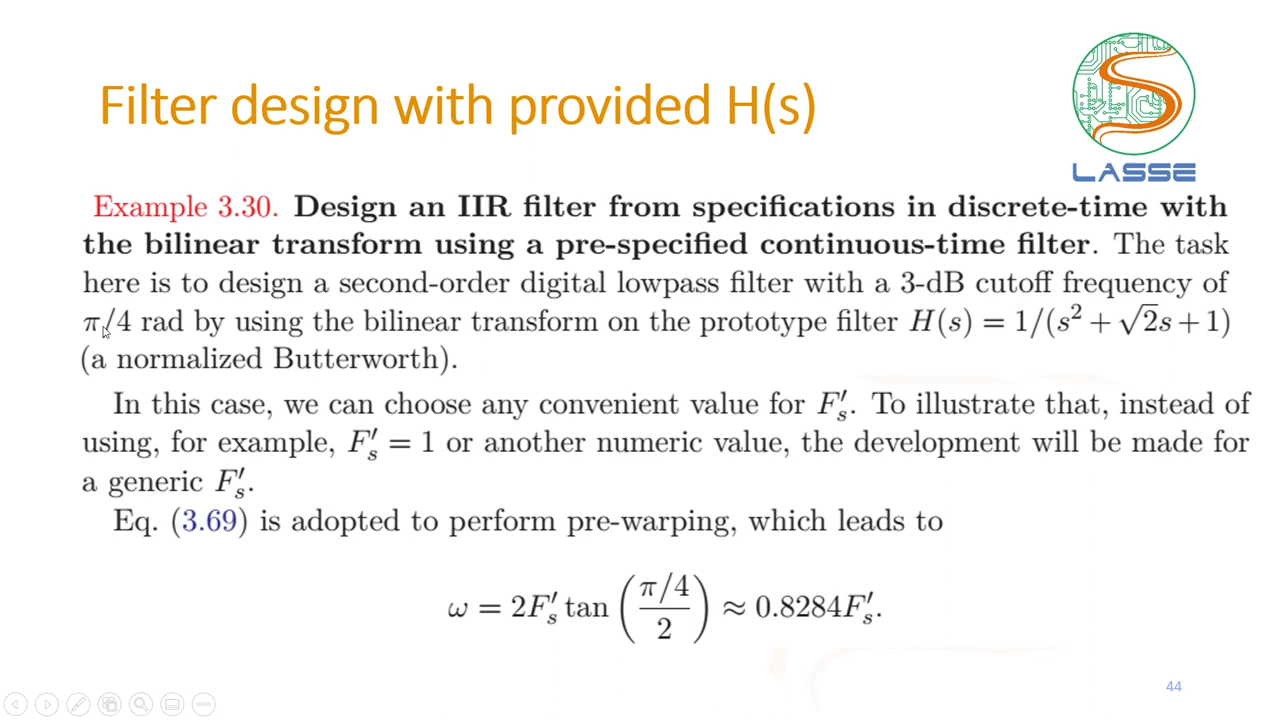 Filter design with provided H(s)
LASSE
Example 3.30. Design an IIR filter from specifications in discrete-time with
the bilinear transform using a pre-specified continuous-time filter. The task
here is to design a second-order digital lowpass filter with a 3-dB cutoff frequency of
π/4 rad by using the bilinear transform on the prototype filter H(s) = 1/(s² + √2s + 1)
(a normalized Butterworth).
In this case, we can choose any convenient value for F′ₛ. To illustrate that, instead of
using, for example, F′ₛ = 1 or another numeric value, the development will be made for
a generic F′ₛ.
Eq. (3.69) is adopted to perform pre-warping, which leads to
ω = 2F′ₛ tan ( (π/4)/2 ) ≈ 0.8284F′ₛ.
44